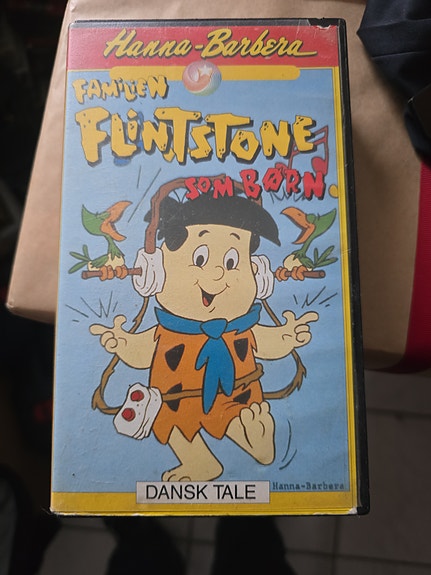 Hanna-Barbera
FAMILIEN
FLINTSTONE
SOM BØRN
DANSK TALE
Hanna-Barbera